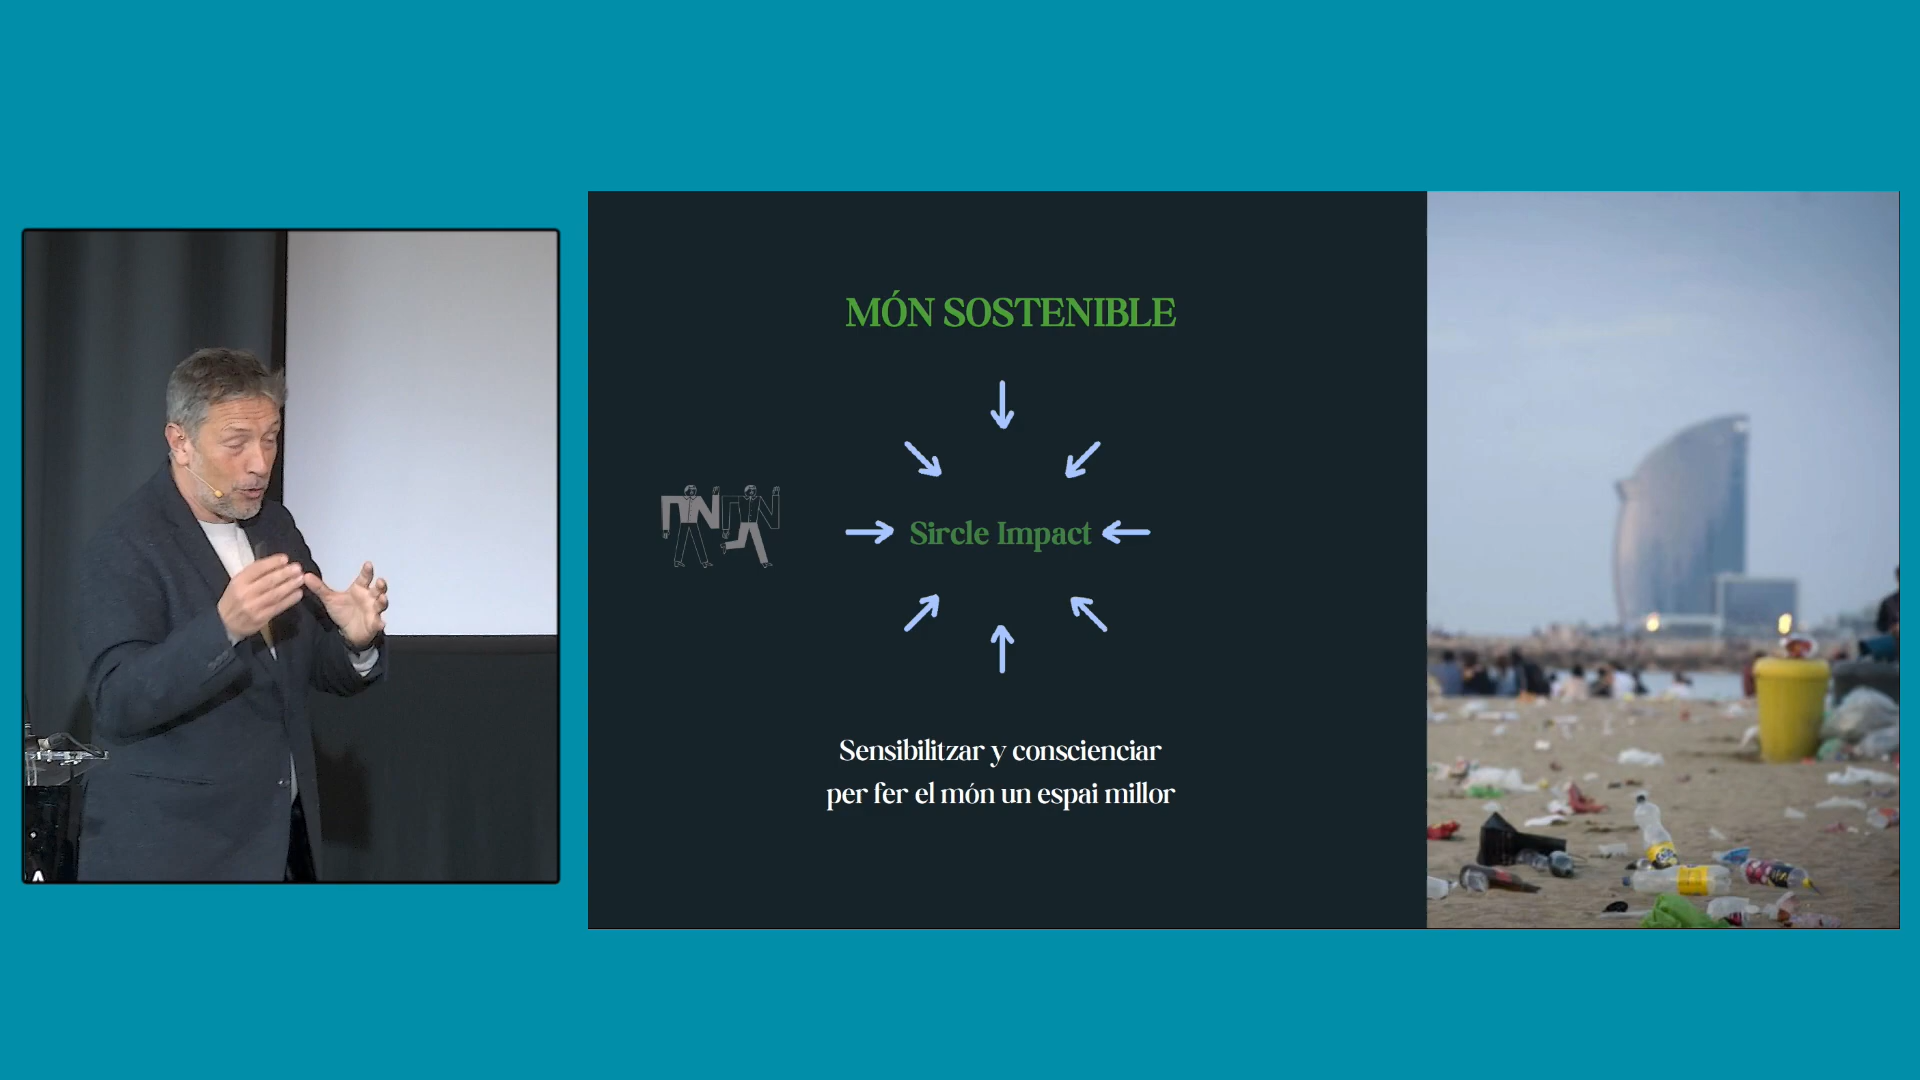 MÓN SOSTENIBLE
Sircle Impact
Sensibilitzar y conscienciar
per fer el món un espai millor